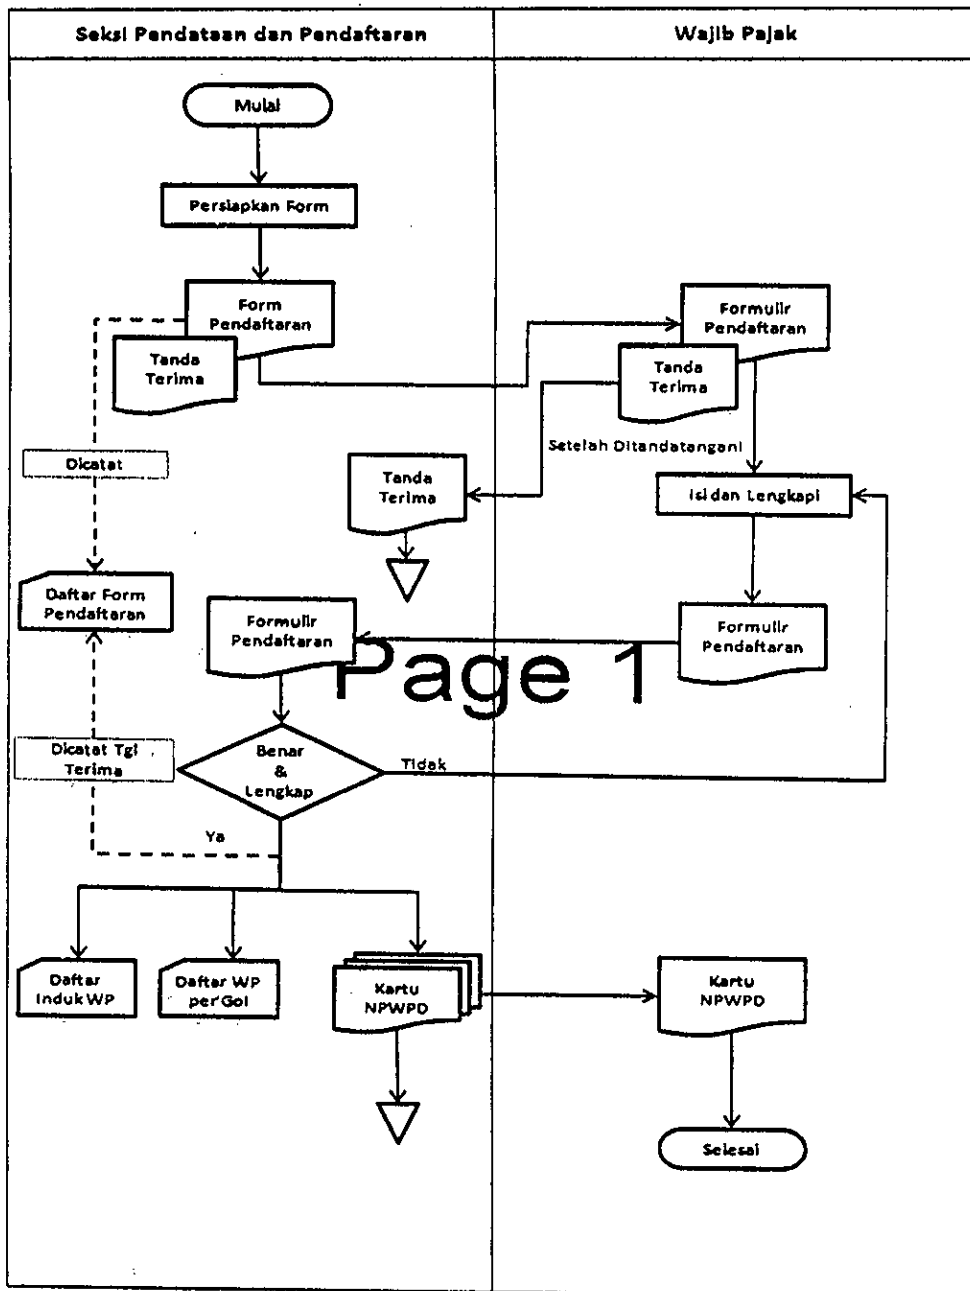 Seksi Pendataan dan Pendaftaran
Wajib Pajak
Mulai
Persiapkan Form
Form
Pendaftaran
Tanda
Terima
Formulir
Pendaftaran
Tanda
Terima
Setelah Ditandatangani
Dicatat
Tanda
Terima
Isi dan Lengkapi
Daftar Form
Pendaftaran
Formulir
Pendaftaran
Formulir
Pendaftaran
Page 1
Dicatat Tgl
Terima
Benar
&
Lengkap
Tidak
Ya
Daftar
Induk WP
Daftar WP
per Gol
Kartu
NPWPD
Kartu
NPWPD
Selesai